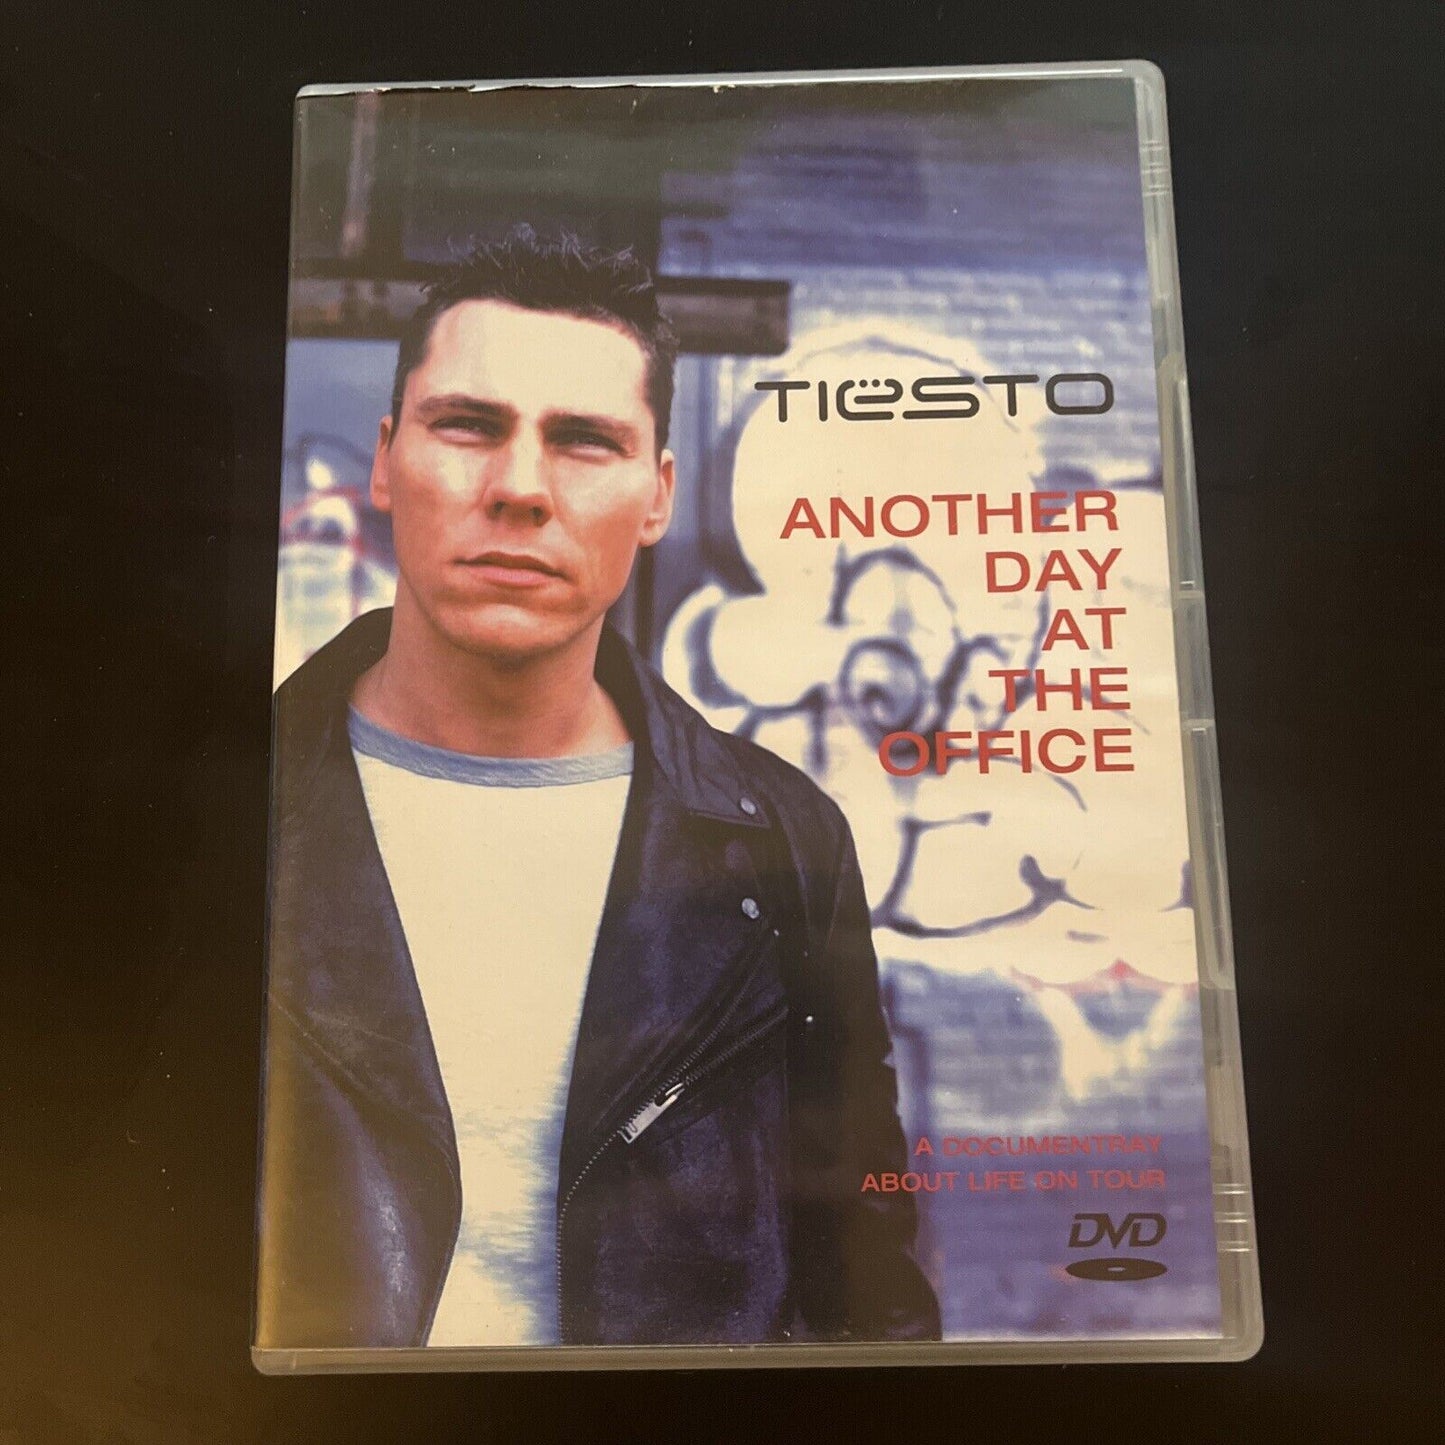 TIËSTO
ANOTHER
DAY
AT
THE
OFFICE
A DOCUMENTRAY
ABOUT LIFE ON TOUR
DVD